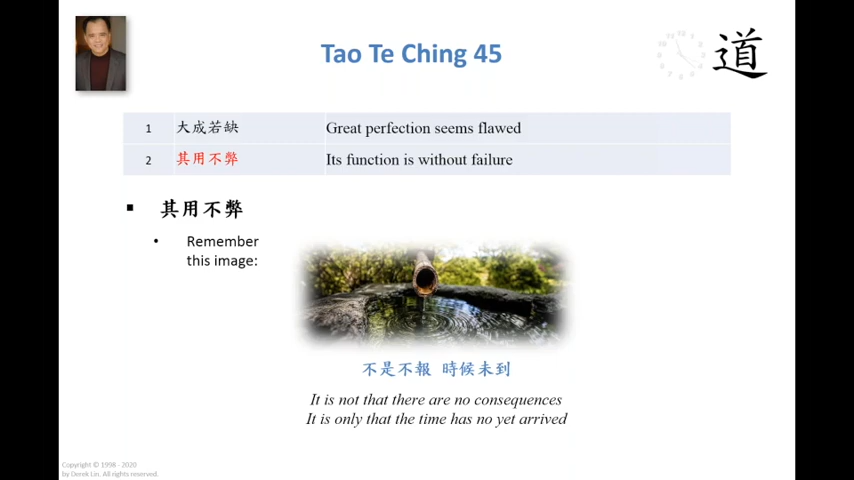 Tao Te Ching 45
道
1 大成若缺 Great perfection seems flawed
2 其用不弊 Its function is without failure
▪ 其用不弊
• Remember
this image:
不是不報 時候未到
It is not that there are no consequences
It is only that the time has no yet arrived
Copyright © 1998 - 2020
by Derek Lin. All rights reserved.